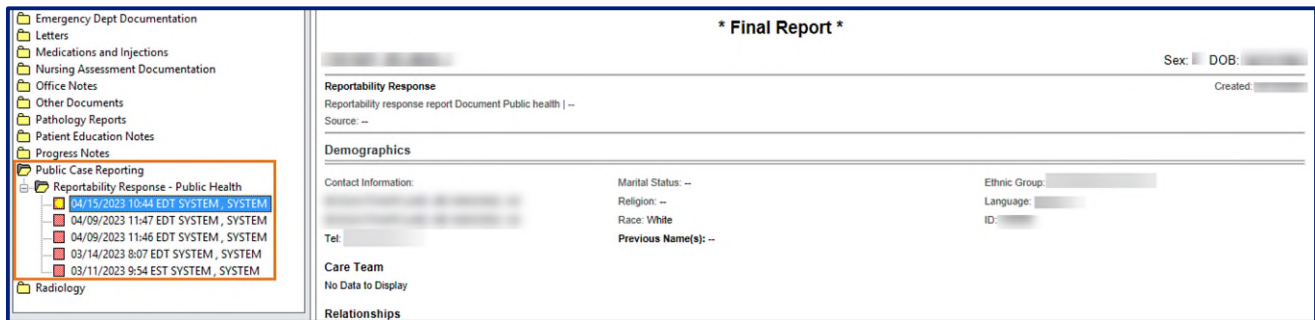 Emergency Dept Documentation
Letters
Medications and Injections
Nursing Assessment Documentation
Office Notes
Other Documents
Pathology Reports
Patient Education Notes
Progress Notes
Public Case Reporting
Reportability Response - Public Health
04/15/2023 10:44 EDT SYSTEM , SYSTEM
04/09/2023 11:47 EDT SYSTEM , SYSTEM
04/09/2023 11:46 EDT SYSTEM , SYSTEM
03/14/2023 8:07 EDT SYSTEM , SYSTEM
03/11/2023 9:54 EST SYSTEM , SYSTEM
Radiology
* Final Report *
Sex: DOB:
Reportability Response Created:
Reportability response report Document Public health | --
Source: --
Demographics
Contact Information: Marital Status: -- Ethnic Group:
Religion: -- Language:
Race: White ID:
Tel: Previous Name(s): --
Care Team
No Data to Display
Relationships